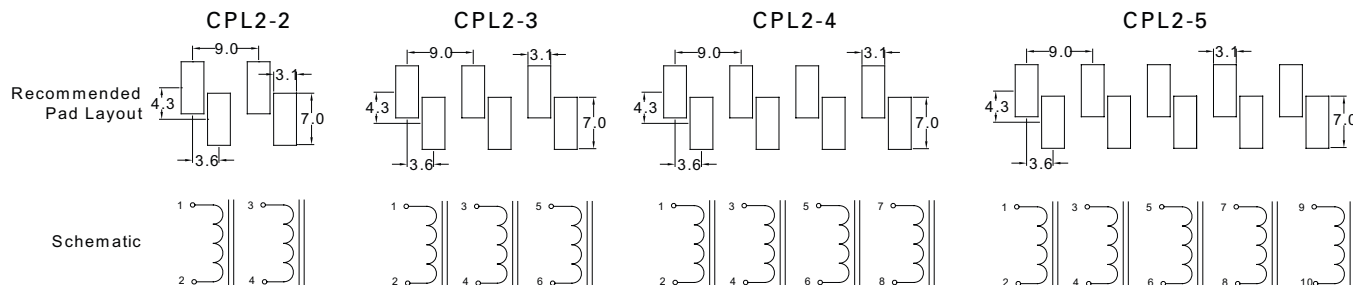 CPL2-2 CPL2-3 CPL2-4 CPL2-5
Recommended
Pad Layout
9.0 3.1 4.3 7.0 3.6
9.0 3.1 4.3 7.0 3.6
9.0 3.1 4.3 7.0 3.6
9.0 3.1 4.3 7.0 3.6
Schematic
1 3 1 3 5 1 3 5 7 1 3 5 7 9
2 4 2 4 6 2 4 6 8 2 4 6 8 10